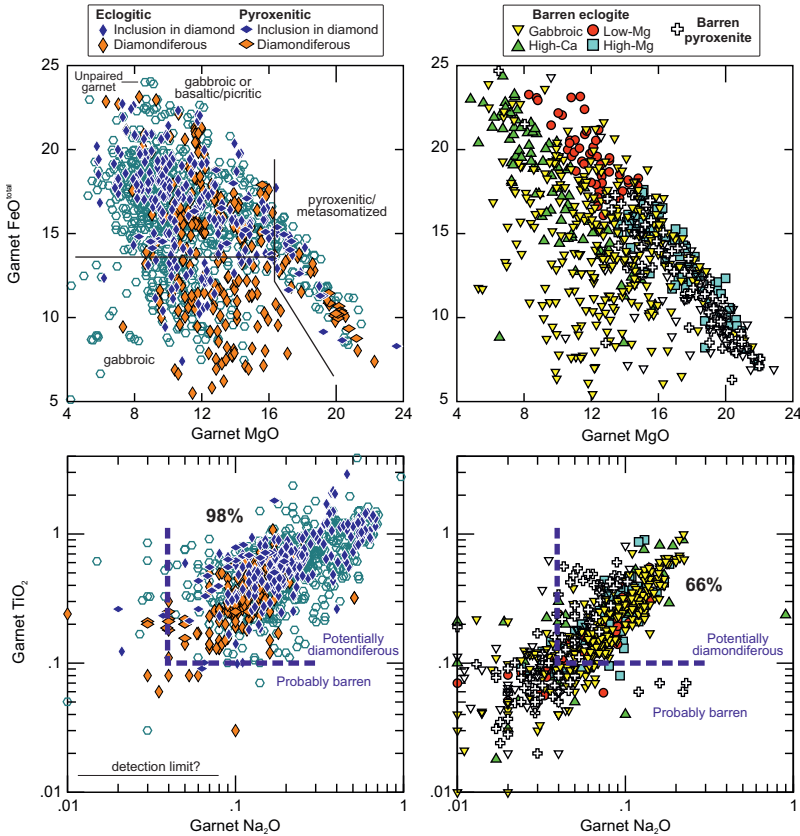 Eclogitic Pyroxenitic
Inclusion in diamond Inclusion in diamond
Diamondiferous Diamondiferous
Barren eclogite
Gabbroic Low-Mg
High-Ca High-Mg
Barren
pyroxenite
25
20
15
10
5
Garnet FeOᵗᵒᵗᵃˡ
Unpaired
garnet
gabbroic or
basaltic/picritic
pyroxenitic/
metasomatized
gabbroic
4 8 12 16 20 24
Garnet MgO
25
20
15
10
5
4 8 12 16 20 24
Garnet MgO
1
.1
.01
Garnet TiO₂
98%
Potentially
diamondiferous
Probably barren
detection limit?
.01 .1 1
Garnet Na₂O
1
.1
.01
66%
Potentially
diamondiferous
Probably barren
.01 .1 1
Garnet Na₂O